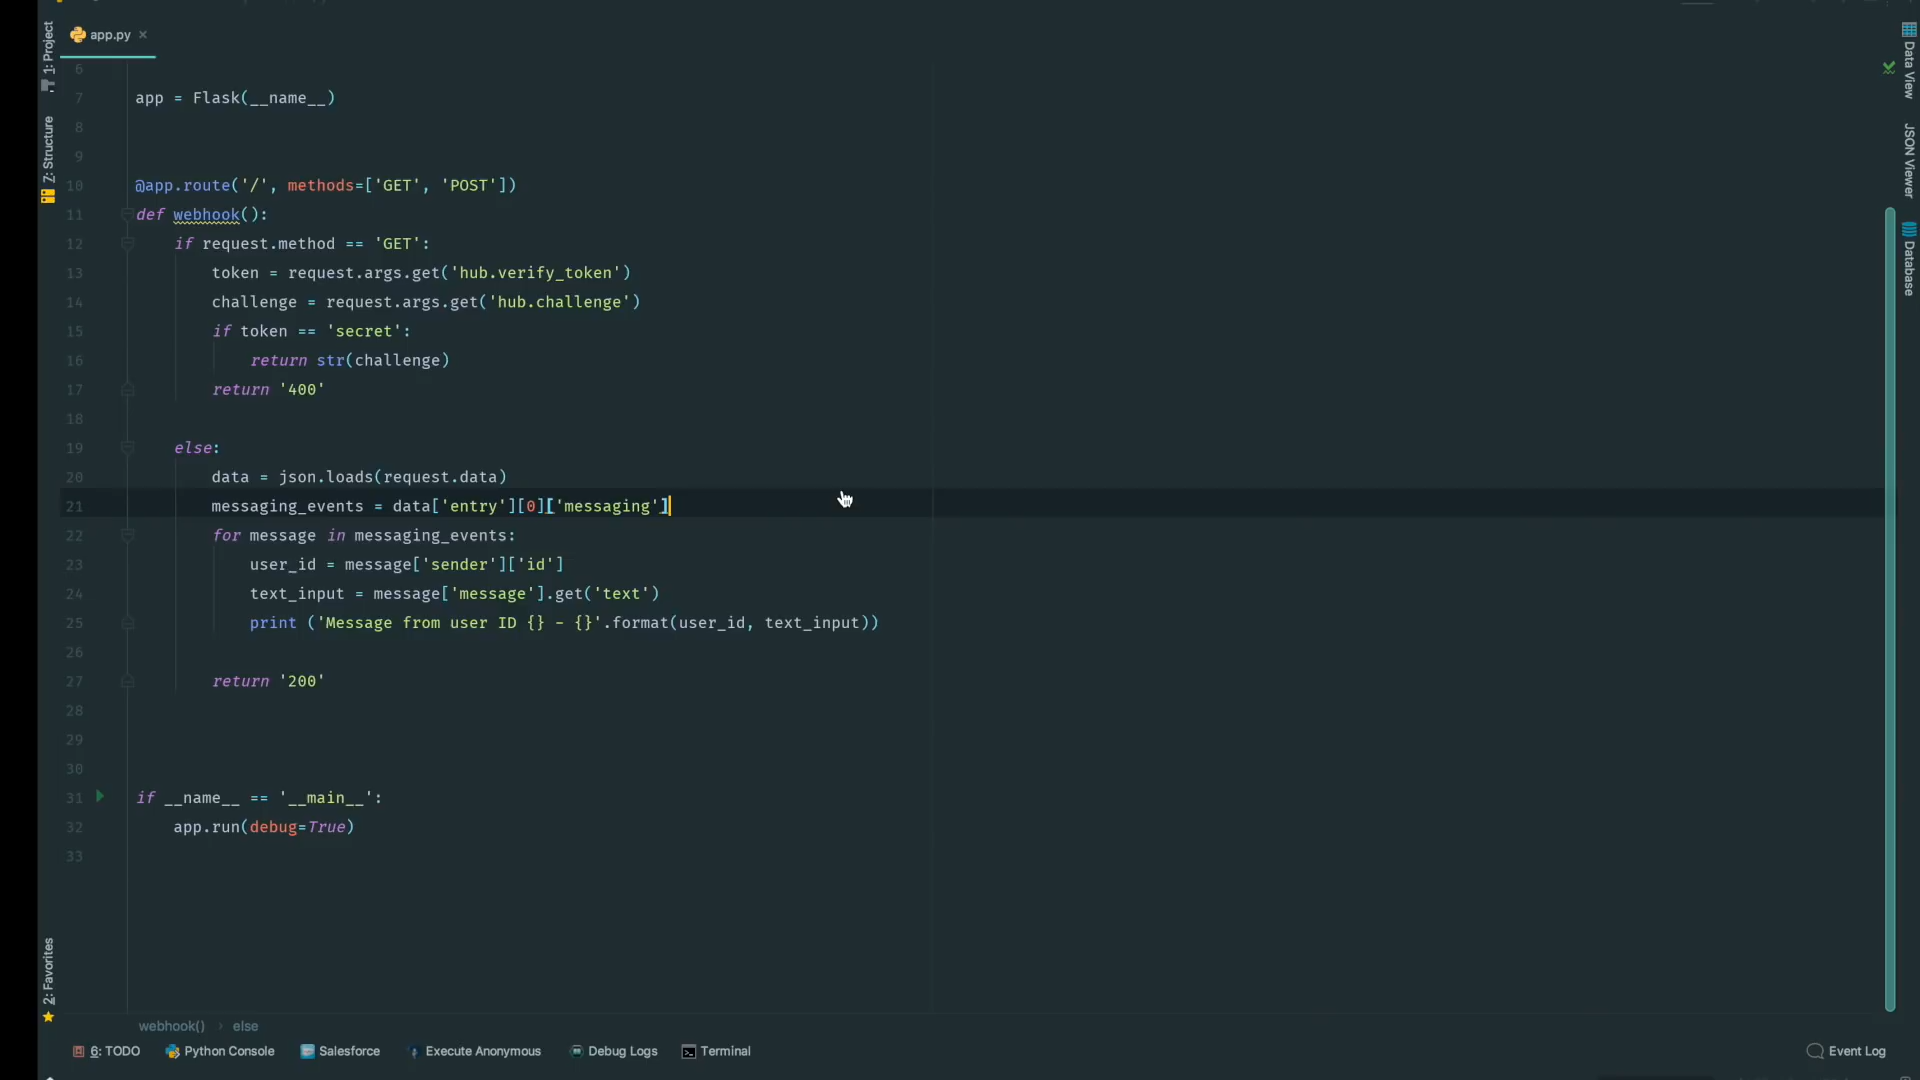 app.py
1: Project
Z: Structure
2: Favorites
6
7 app = Flask(__name__)
8
9
10 @app.route('/', methods=['GET', 'POST'])
11 def webhook():
12 if request.method == 'GET':
13 token = request.args.get('hub.verify_token')
14 challenge = request.args.get('hub.challenge')
15 if token == 'secret':
16 return str(challenge)
17 return '400'
18
19 else:
20 data = json.loads(request.data)
21 messaging_events = data['entry'][0]['messaging']
22 for message in messaging_events:
23 user_id = message['sender']['id']
24 text_input = message['message'].get('text')
25 print ('Message from user ID {} - {}'.format(user_id, text_input))
26
27 return '200'
28
29
30
31 if __name__ == '__main__':
32 app.run(debug=True)
33
Data View
JSON Viewer
Database
webhook() › else
6: TODO Python Console Salesforce Execute Anonymous Debug Logs Terminal Event Log